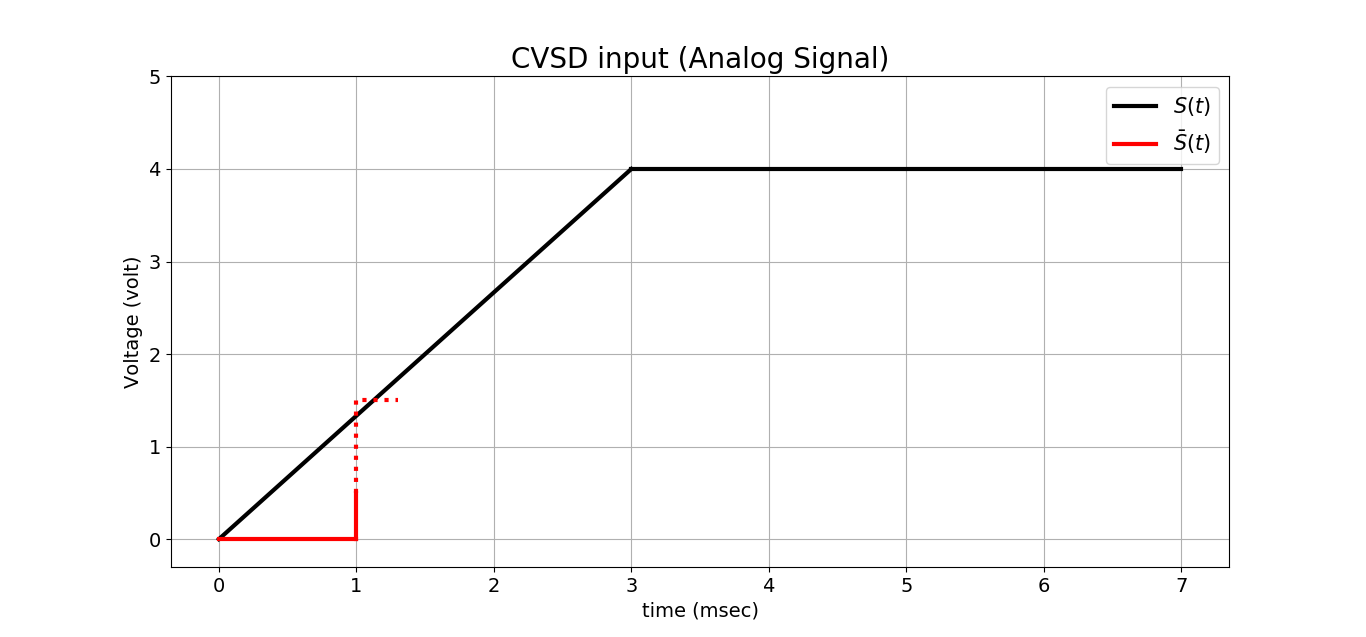 CVSD input (Analog Signal)
5
4
3
2
1
0
Voltage (volt)
S(t)
S̄(t)
0 1 2 3 4 5 6 7
time (msec)